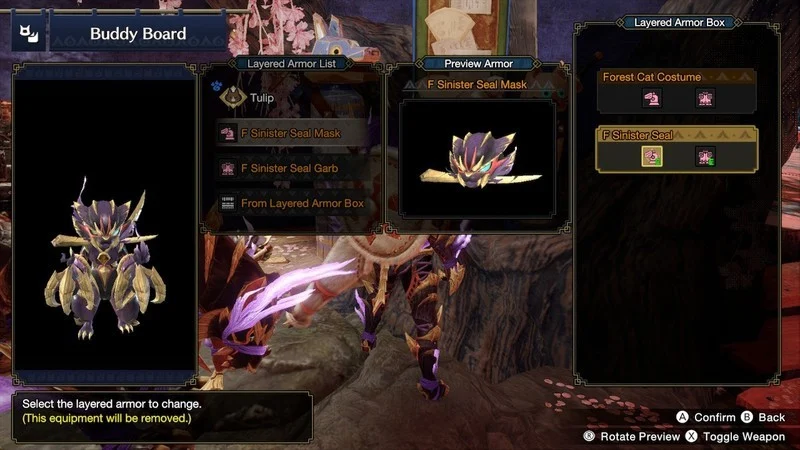 Buddy Board
Layered Armor List
Tulip
F Sinister Seal Mask
F Sinister Seal Garb
From Layered Armor Box
Preview Armor
F Sinister Seal Mask
Layered Armor Box
Forest Cat Costume
F Sinister Seal
Select the layered armor to change.
(This equipment will be removed.)
A Confirm B Back
R Rotate Preview X Toggle Weapon